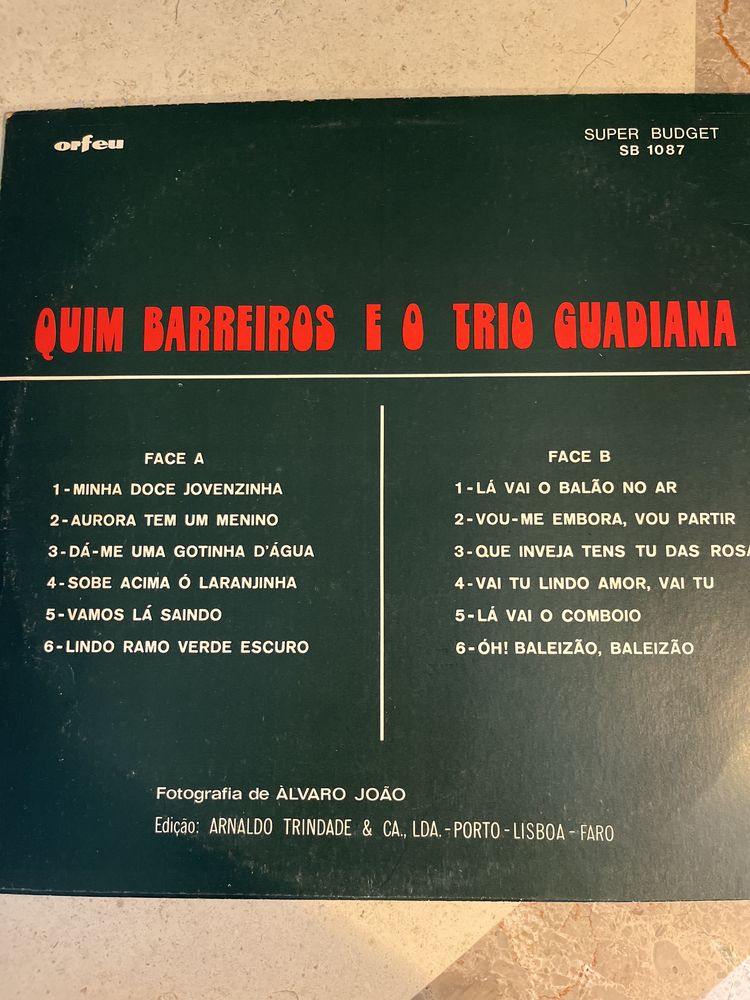 orfeu
SUPER BUDGET
SB 1087
QUIM BARREIROS E O TRIO GUADIANA
FACE A
1-MINHA DOCE JOVENZINHA
2-AURORA TEM UM MENINO
3-DÁ-ME UMA GOTINHA D'ÁGUA
4-SOBE ACIMA Ó LARANJINHA
5-VAMOS LÁ SAINDO
6-LINDO RAMO VERDE ESCURO
FACE B
1-LÁ VAI O BALÃO NO AR
2-VOU-ME EMBORA, VOU PARTIR
3-QUE INVEJA TENS TU DAS
4-VAI TU LINDO AMOR, VAI TU
5-LÁ VAI O COMBOIO
6-ÓH! BALEIZÃO, BALEIZÃO
Fotografia de ÀLVARO JOÃO
Edição: ARNALDO TRINDADE & CA., LDA.-PORTO-LISBOA-FARO